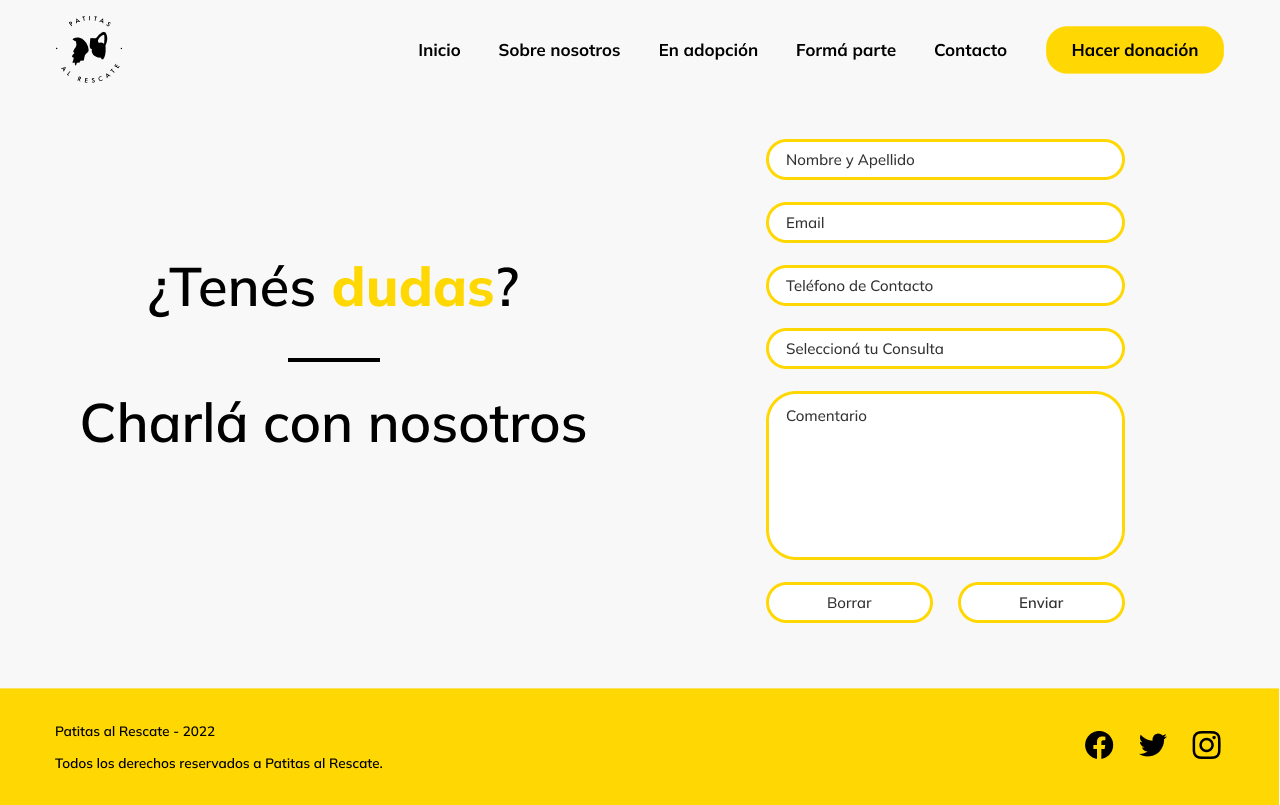 PATITAS
AL RESCATE
Inicio
Sobre nosotros
En adopción
Formá parte
Contacto
Hacer donación
¿Tenés dudas?
Charlá con nosotros
Nombre y Apellido
Email
Teléfono de Contacto
Seleccioná tu Consulta
Comentario
Borrar
Enviar
Patitas al Rescate - 2022
Todos los derechos reservados a Patitas al Rescate.